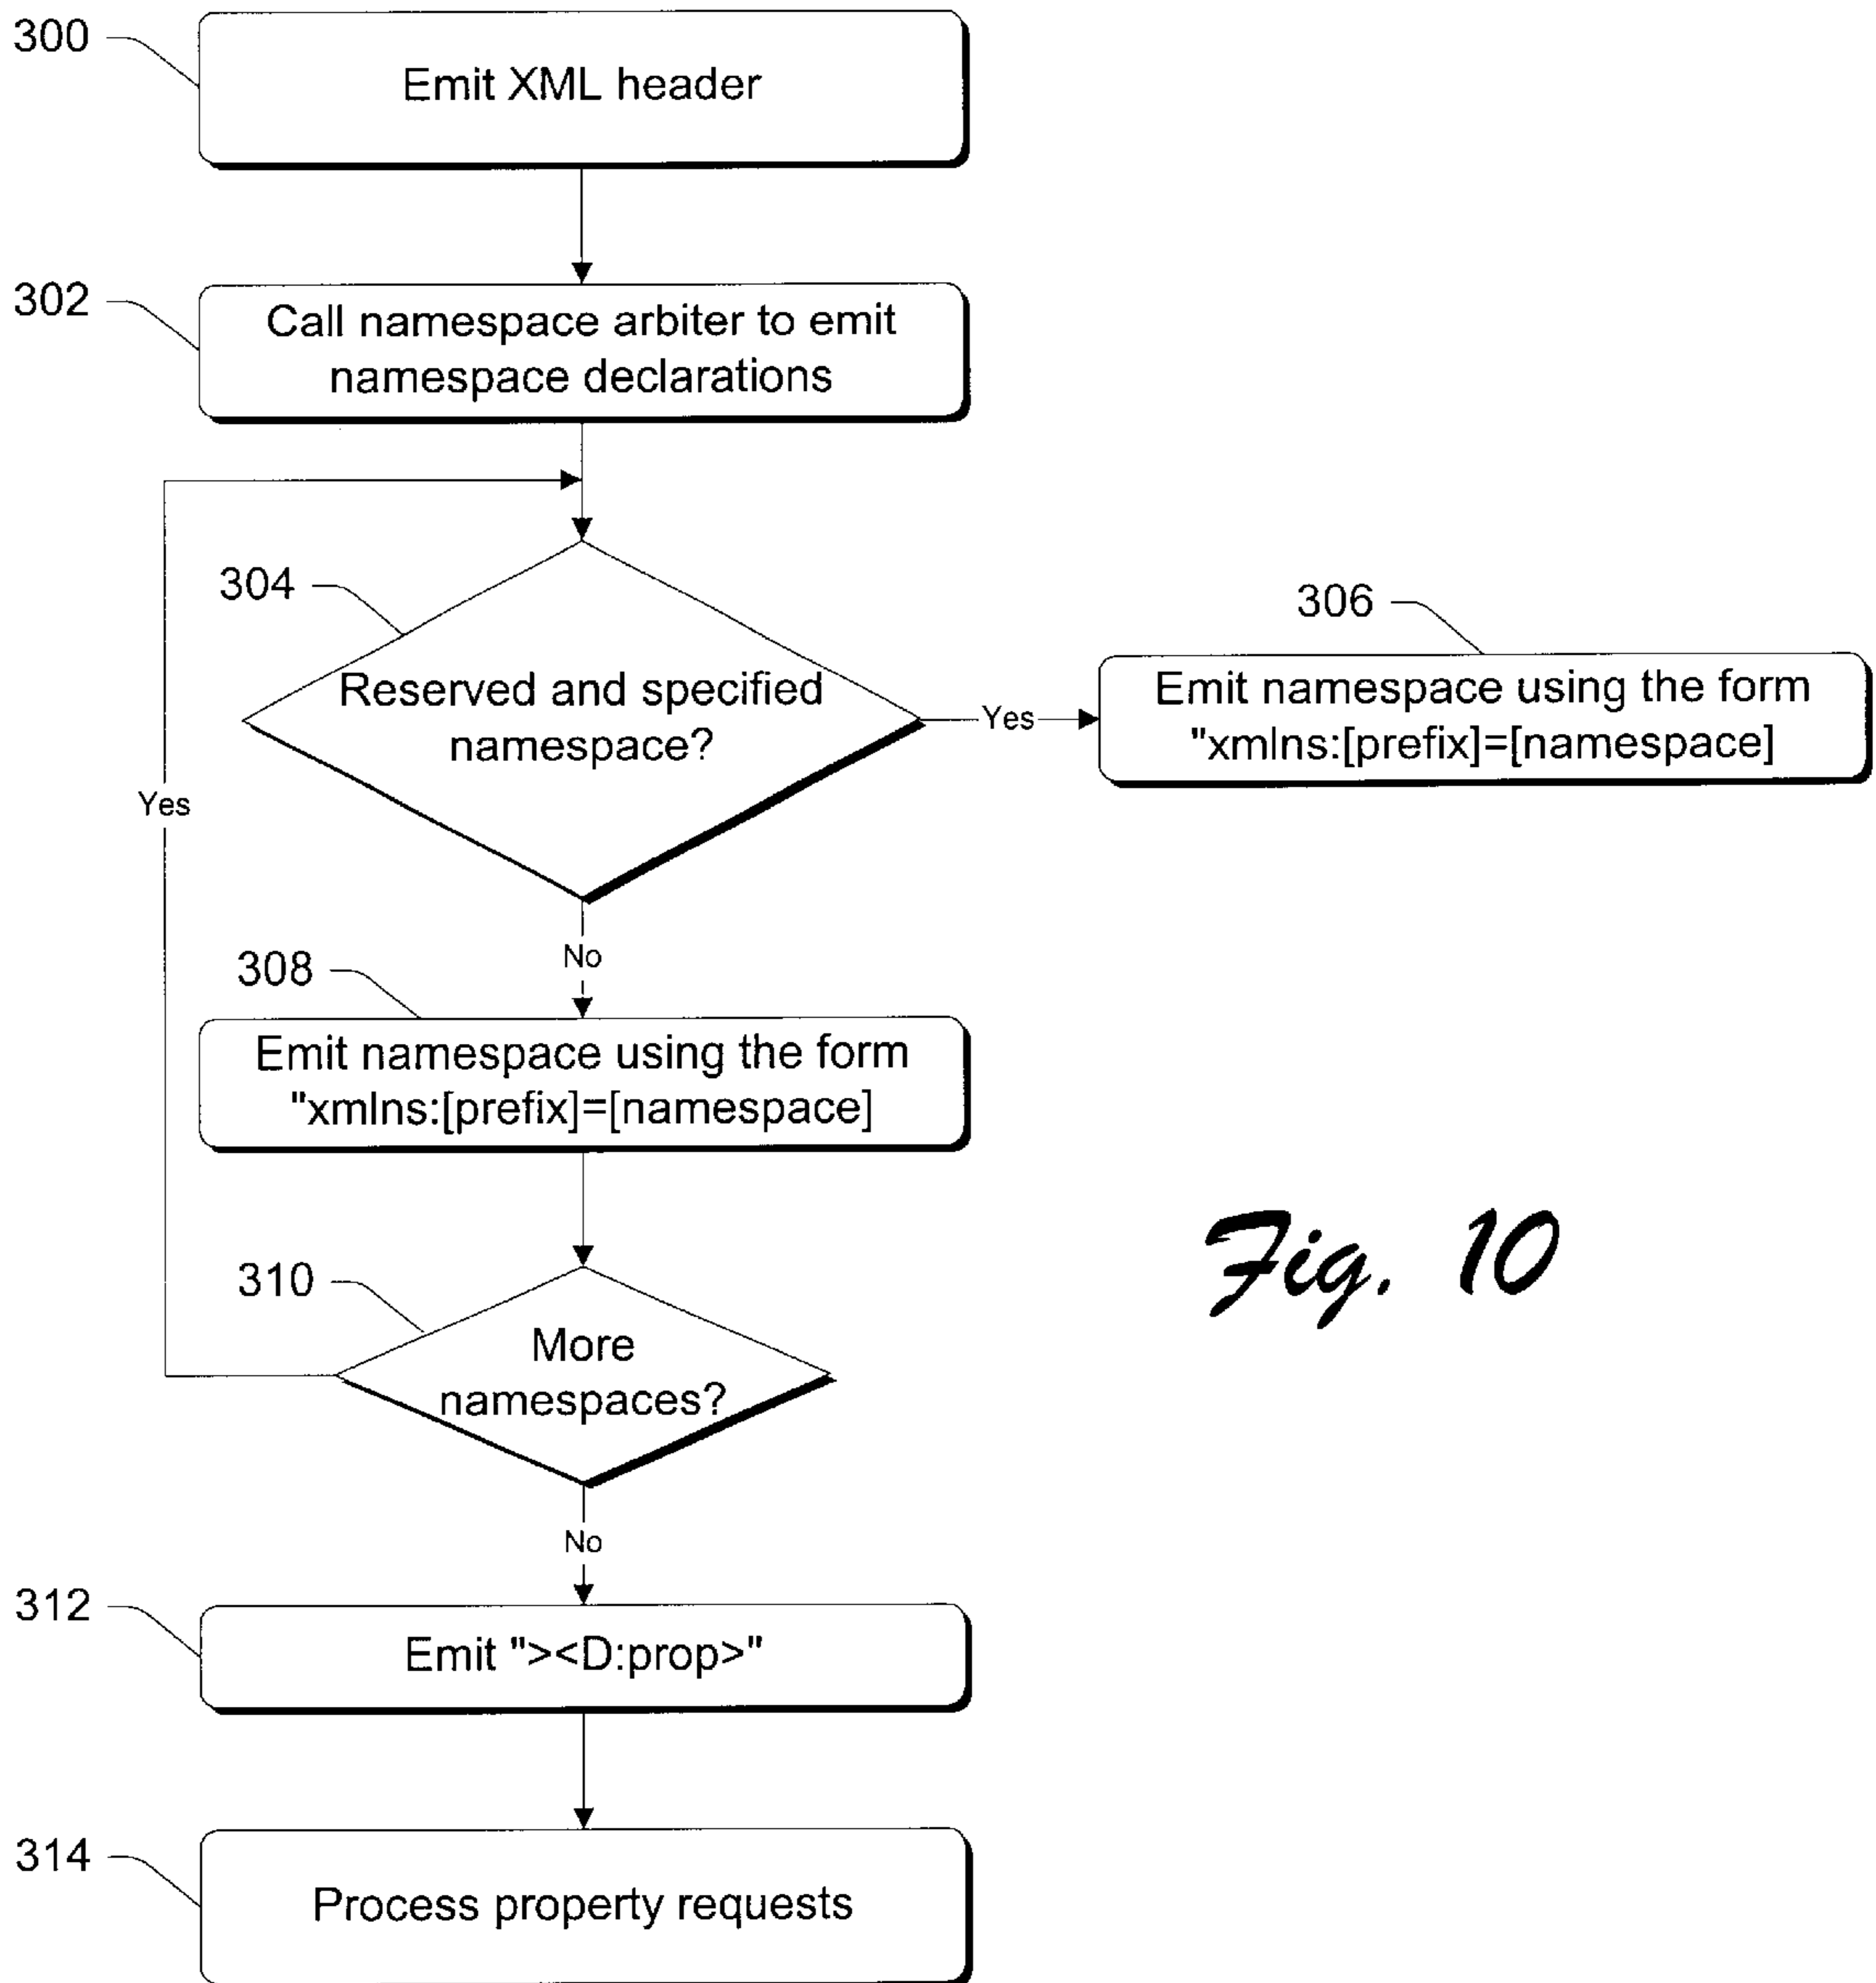 300
Emit XML header
302
Call namespace arbiter to emit
namespace declarations
304
Reserved and specified
namespace?
Yes
306
Emit namespace using the form
"xmlns:[prefix]=[namespace]
Yes
No
308
Emit namespace using the form
"xmlns:[prefix]=[namespace]
310
More
namespaces?
No
312
Emit "><D:prop>"
314
Process property requests
Fig. 10